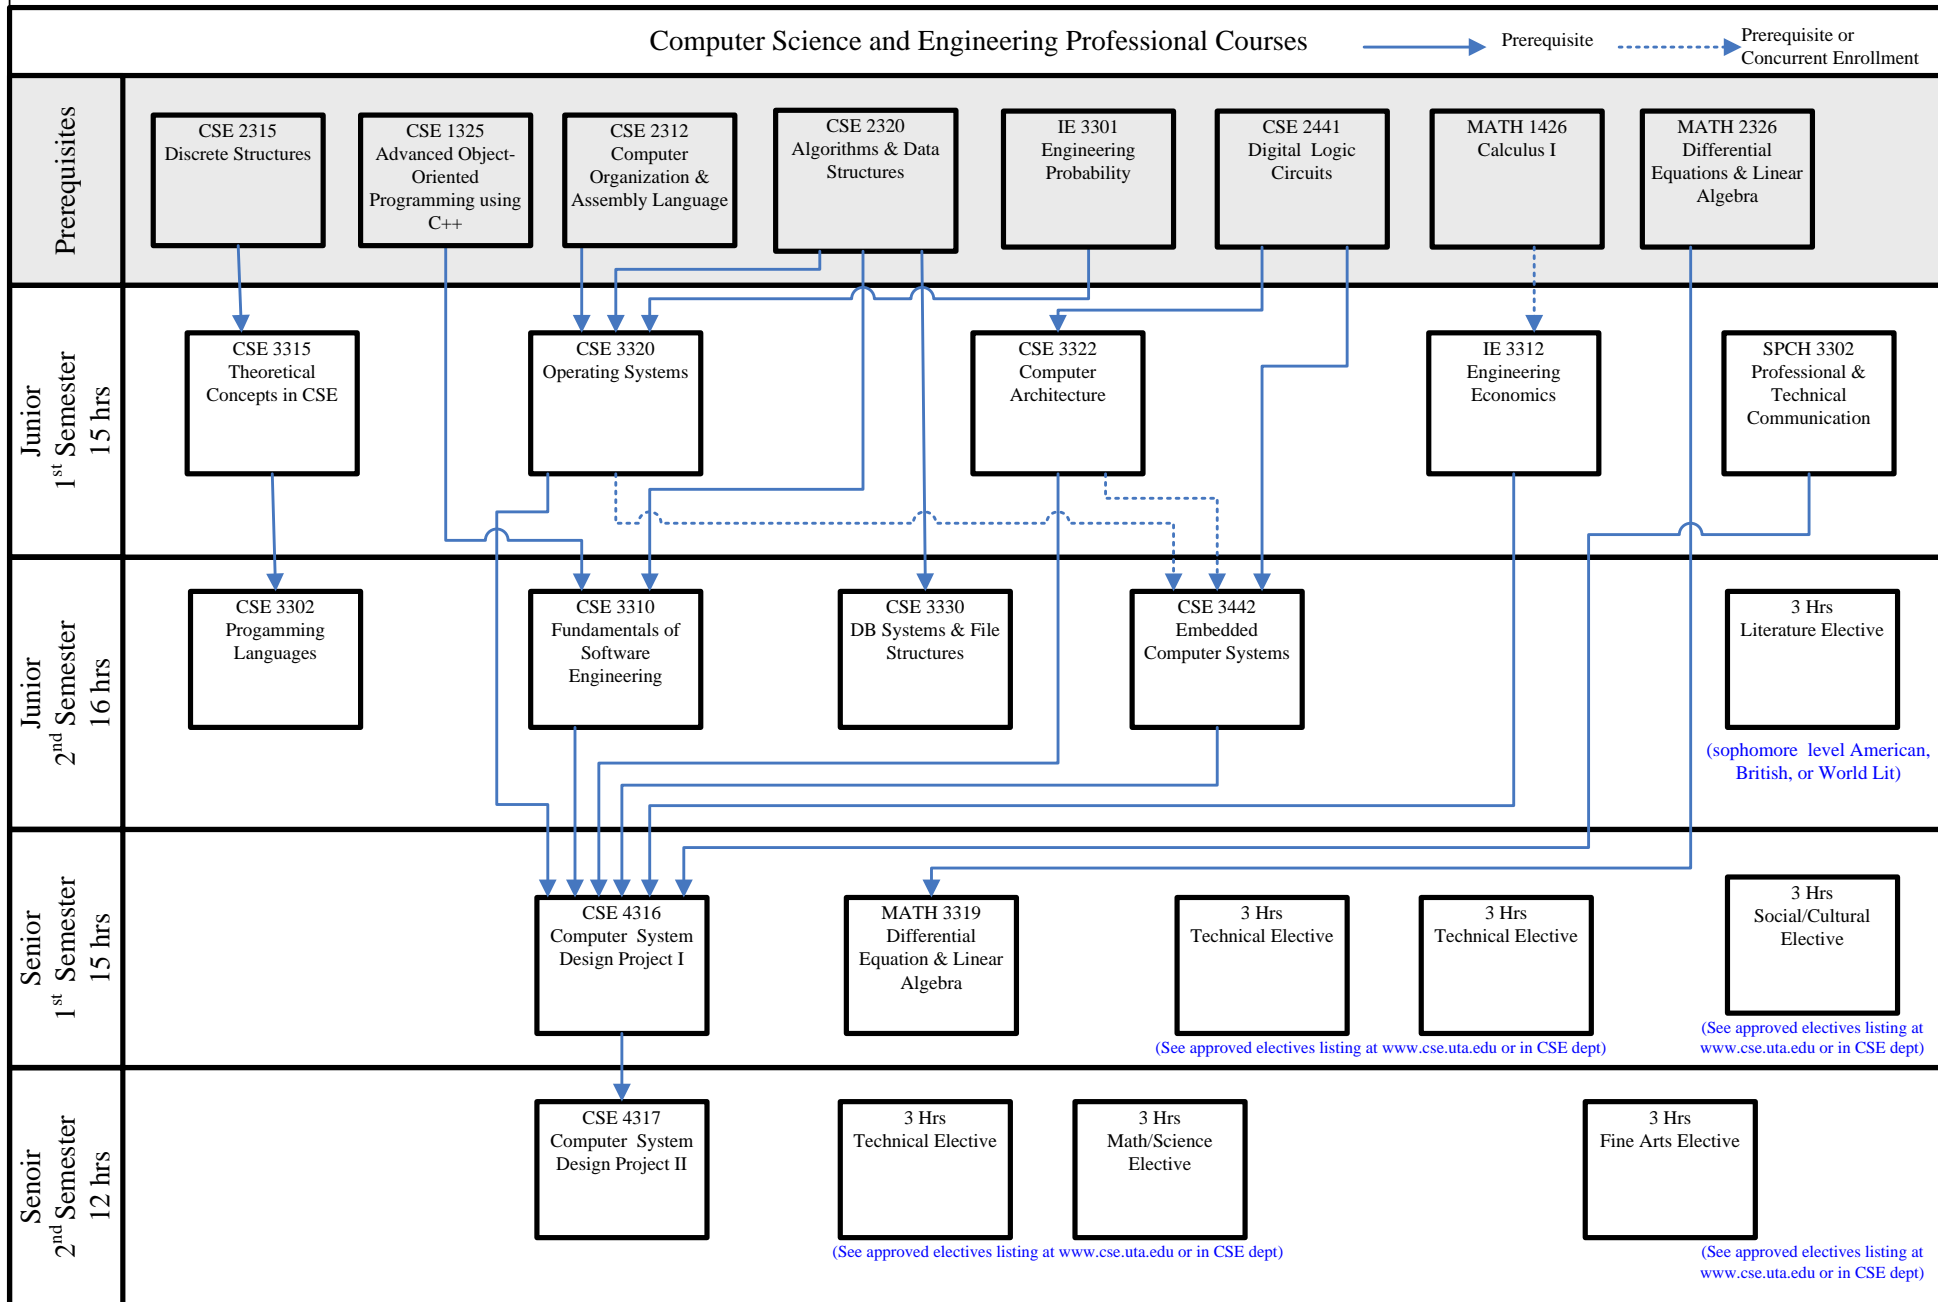 Computer Science and Engineering Professional Courses
Prerequisite
Prerequisite or
Concurrent Enrollment
Prerequisites
CSE 2315
Discrete Structures
CSE 1325
Advanced Object-
Oriented
Programming using
C++
CSE 2312
Computer
Organization &
Assembly Language
CSE 2320
Algorithms & Data
Structures
IE 3301
Engineering
Probability
CSE 2441
Digital Logic
Circuits
MATH 1426
Calculus I
MATH 2326
Differential
Equations & Linear
Algebra
Junior
1st Semester
15 hrs
CSE 3315
Theoretical
Concepts in CSE
CSE 3320
Operating Systems
CSE 3322
Computer
Architecture
IE 3312
Engineering
Economics
SPCH 3302
Professional &
Technical
Communication
Junior
2nd Semester
16 hrs
CSE 3302
Progamming
Languages
CSE 3310
Fundamentals of
Software
Engineering
CSE 3330
DB Systems & File
Structures
CSE 3442
Embedded
Computer Systems
3 Hrs
Literature Elective
(sophomore level American,
British, or World Lit)
Senior
1st Semester
15 hrs
CSE 4316
Computer System
Design Project I
MATH 3319
Differential
Equation & Linear
Algebra
3 Hrs
Technical Elective
3 Hrs
Technical Elective
(See approved electives listing at www.cse.uta.edu or in CSE dept)
3 Hrs
Social/Cultural
Elective
(See approved electives listing at
www.cse.uta.edu or in CSE dept)
Senoir
2nd Semester
12 hrs
CSE 4317
Computer System
Design Project II
3 Hrs
Technical Elective
3 Hrs
Math/Science
Elective
(See approved electives listing at www.cse.uta.edu or in CSE dept)
3 Hrs
Fine Arts Elective
(See approved electives listing at
www.cse.uta.edu or in CSE dept)